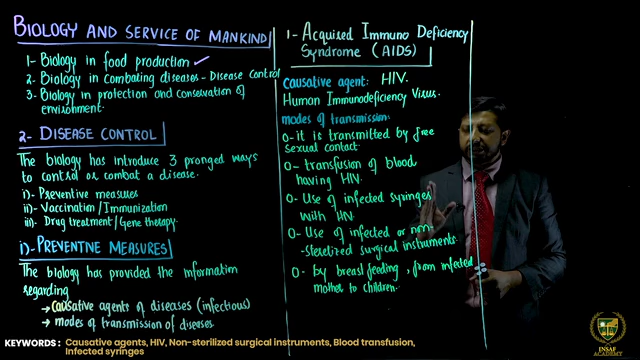 BIOLOGY AND SERVICE OF MANKIND
1- Biology in food production
2- Biology in Combating diseases - Disease Control
3- Biology in protection and conservation of
environment.
2- DISEASE CONTROL
The biology has introduce 3 pronged ways
to control or combat a disease.
i)- Preventive measures
ii)- Vaccination/Immunization
iii)- Drug treatment/Gene therapy
i)- PREVENTIVE MEASURES
The biology has provided the information
regarding
→ Causative agents of diseases (infectious)
→ modes of transmission of diseases
1- Acquired Immuno Deficiency
Syndrome (AIDS)
Causative agent: HIV.
Human Immunodeficiency Virus.
modes of transmission:
0- it is transmitted by free
Sexual contact.
0- transfusion of blood
having HIV.
0- Use of infected syringes
with HIV.
0- Use of infected or non-
-sterelized surgical instruments.
0- by breast feeding, from infected
mother to children.
KEYWORDS : Causative agents, HIV, Non-sterilized surgical instruments, Blood transfusion,
Infected syringes
INSAF
ACADEMY